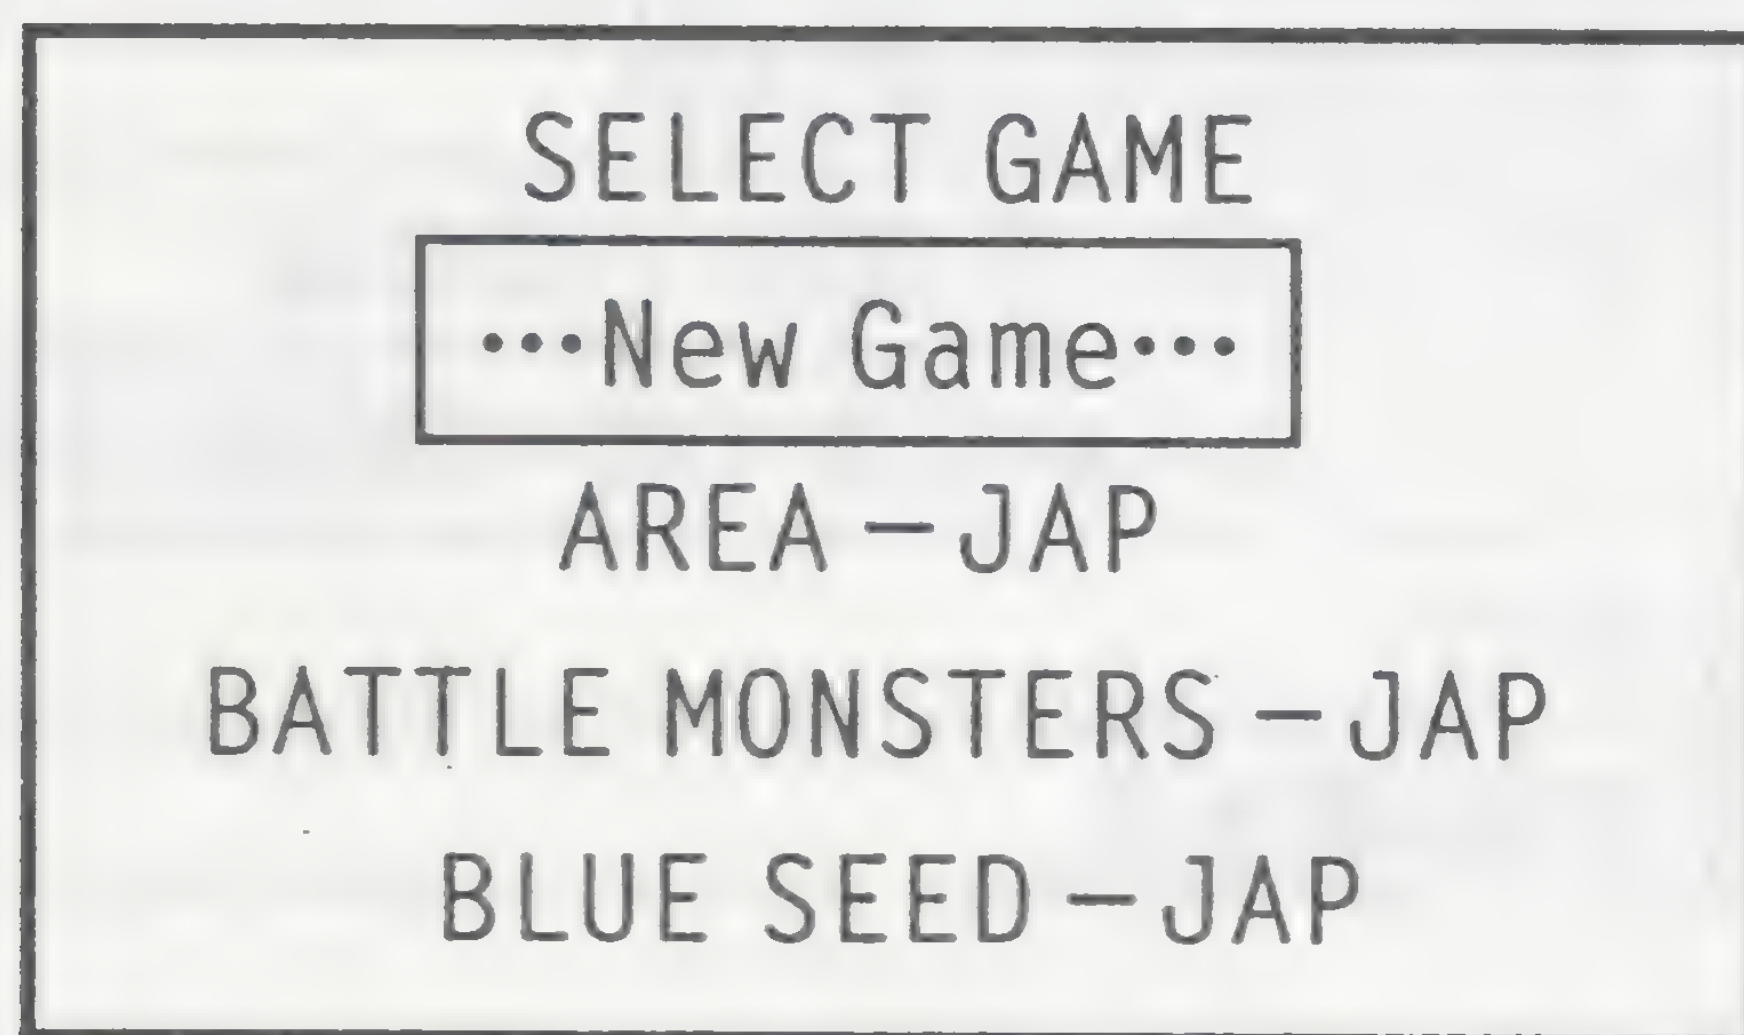 SELECT GAME
···New Game···
AREA – JAP
BATTLE MONSTERS – JAP
BLUE SEED – JAP